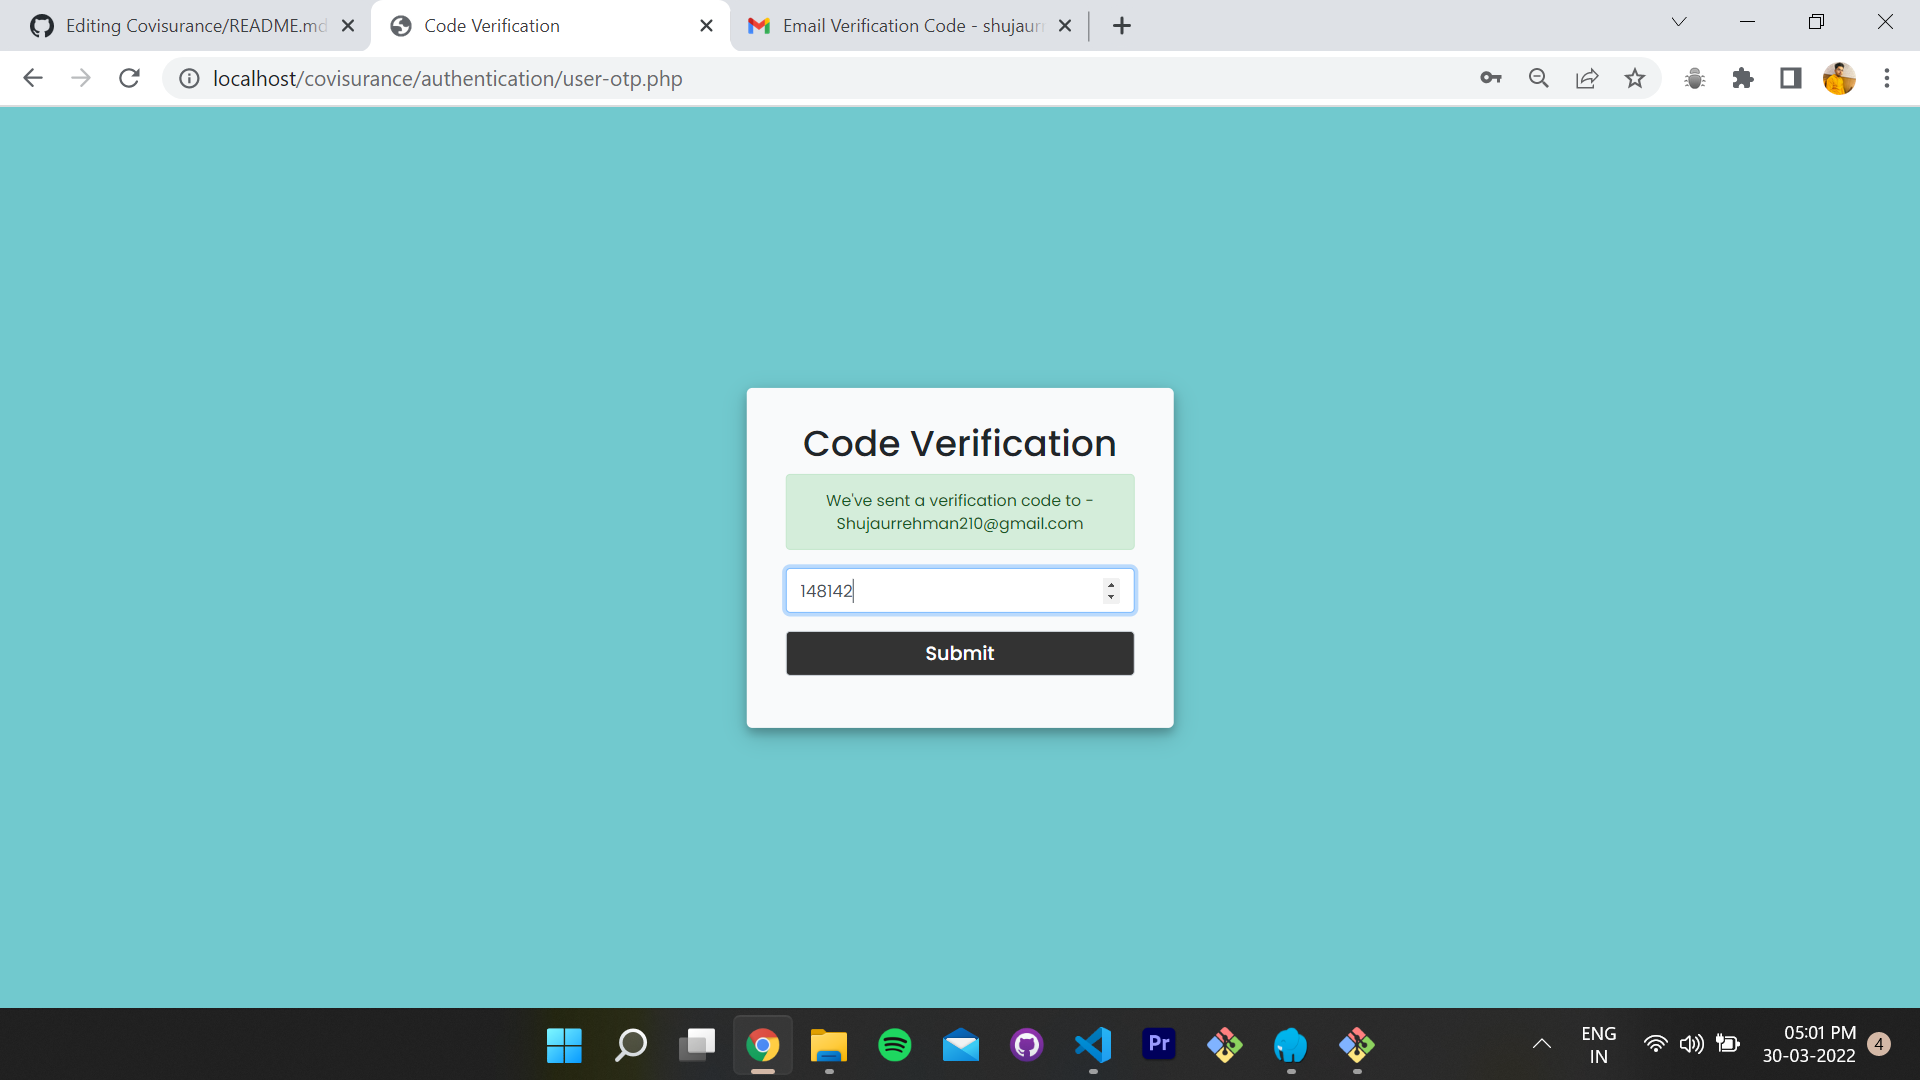 Editing Covisurance/README.md
Code Verification
Email Verification Code - shujaurr
localhost/covisurance/authentication/user-otp.php
Code Verification
We've sent a verification code to -
Shujaurrehman210@gmail.com
148142
Submit
Pr
ENG
IN
05:01 PM
30-03-2022
4